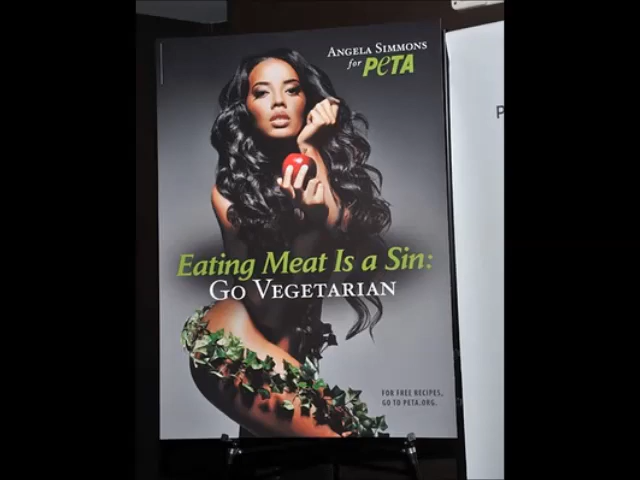 Angela Simmons
for PETA
Eating Meat Is a Sin:
Go Vegetarian
FOR FREE RECIPES,
GO TO PETA.ORG.
P